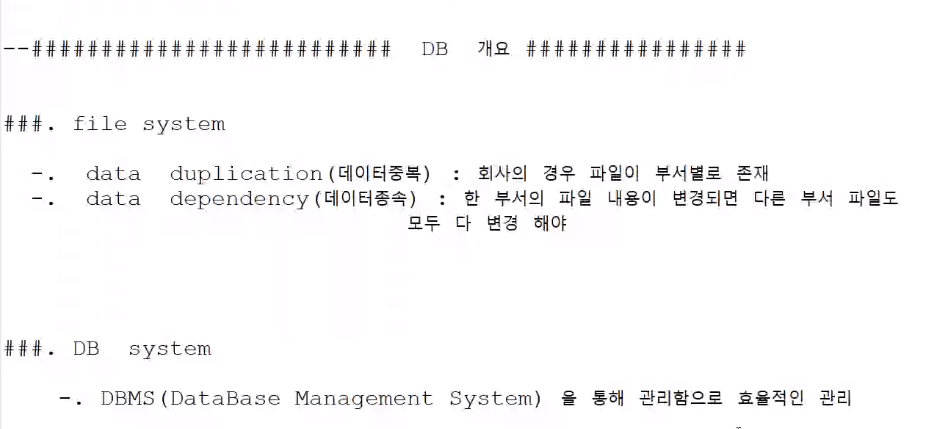 --########################## DB 개요 ################
###. file system
-. data duplication(데이터중복) : 회사의 경우 파일이 부서별로 존재
-. data dependency(데이터종속) : 한 부서의 파일 내용이 변경되면 다른 부서 파일도
모두 다 변경 해야
###. DB system
-. DBMS(DataBase Management System) 을 통해 관리함으로 효율적인 관리